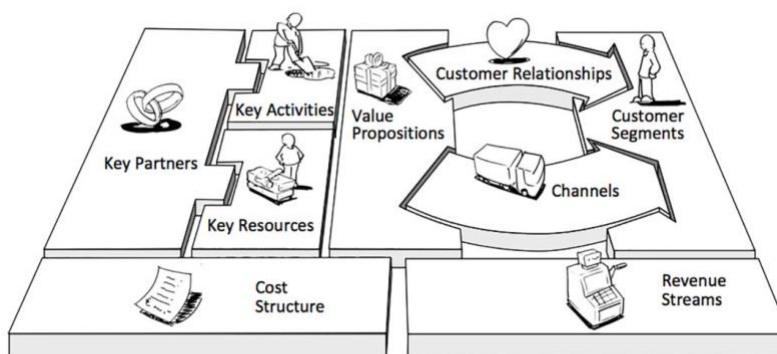 Key Partners
Key Activities
Key Resources
Value
Propositions
Customer Relationships
Channels
Customer
Segments
Cost
Structure
Revenue
Streams